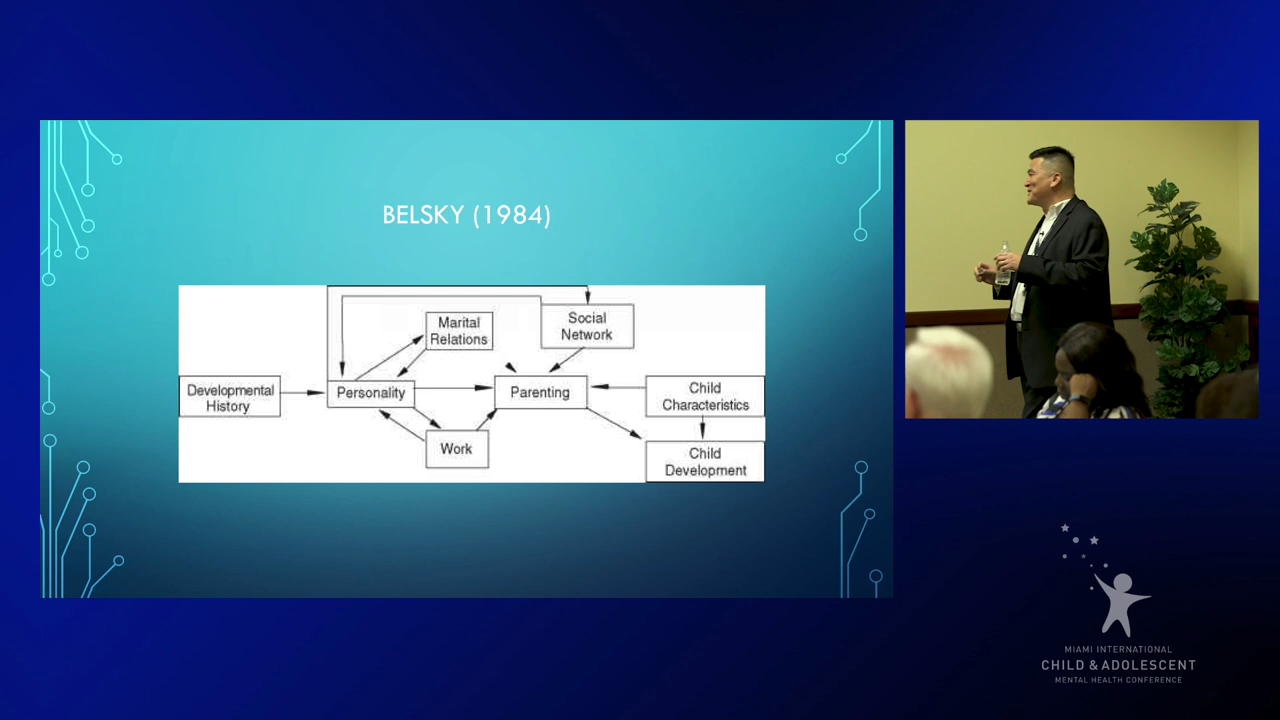 BELSKY (1984)
Marital
Relations
Social
Network
Developmental
History
Personality
Parenting
Child
Characteristics
Work
Child
Development
MIAMI INTERNATIONAL
CHILD & ADOLESCENT
MENTAL HEALTH CONFERENCE